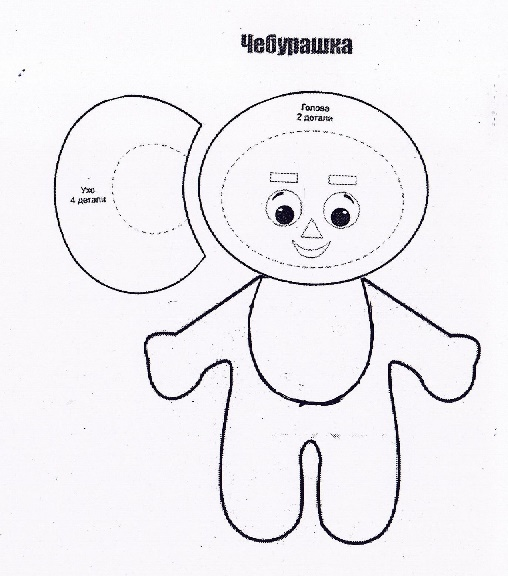 Чебурашка
Голова
2 детали
Ухо
4 детали